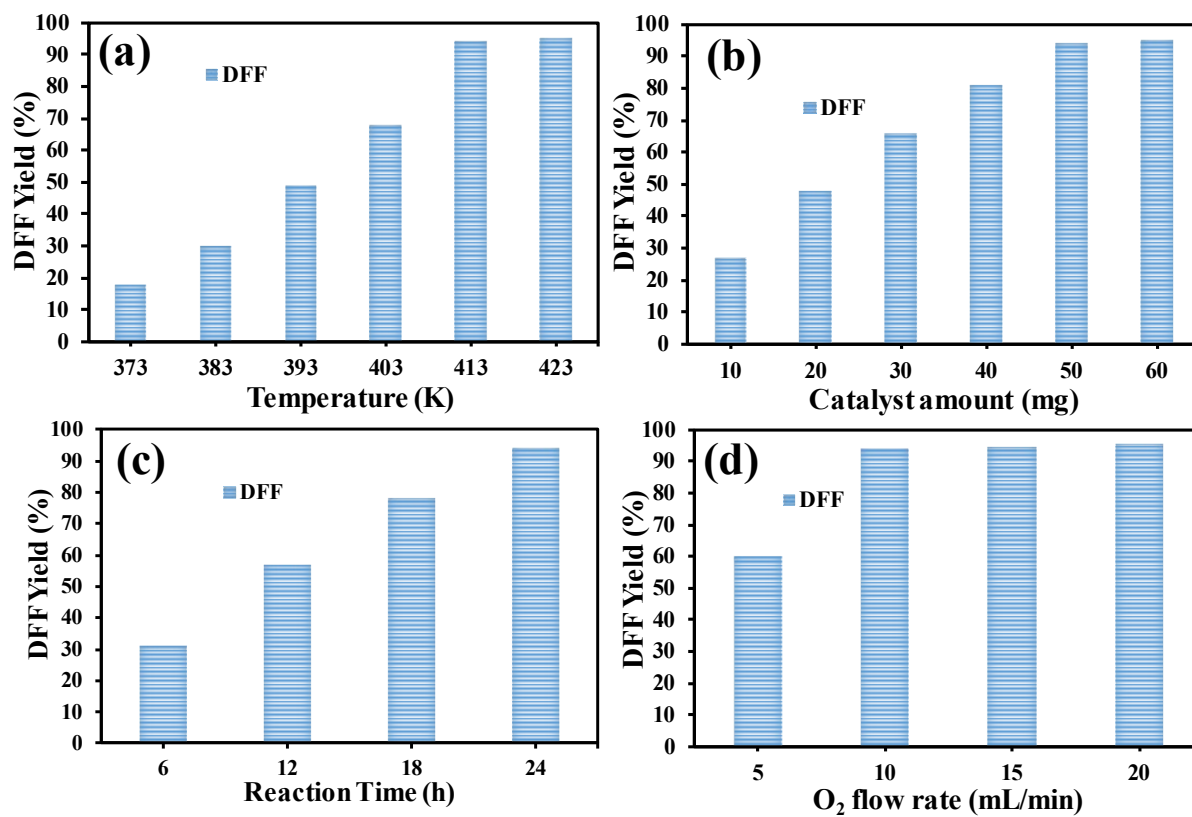 (a)
DFF
DFF Yield (%)
100
90
80
70
60
50
40
30
20
10
0
373 383 393 403 413 423
Temperature (K)
(b)
DFF
DFF Yield (%)
100
90
80
70
60
50
40
30
20
10
0
10 20 30 40 50 60
Catalyst amount (mg)
(c)
DFF
DFF Yield (%)
100
90
80
70
60
50
40
30
20
10
0
6 12 18 24
Reaction Time (h)
(d)
DFF
DFF Yield (%)
100
90
80
70
60
50
40
30
20
10
0
5 10 15 20
O₂ flow rate (mL/min)